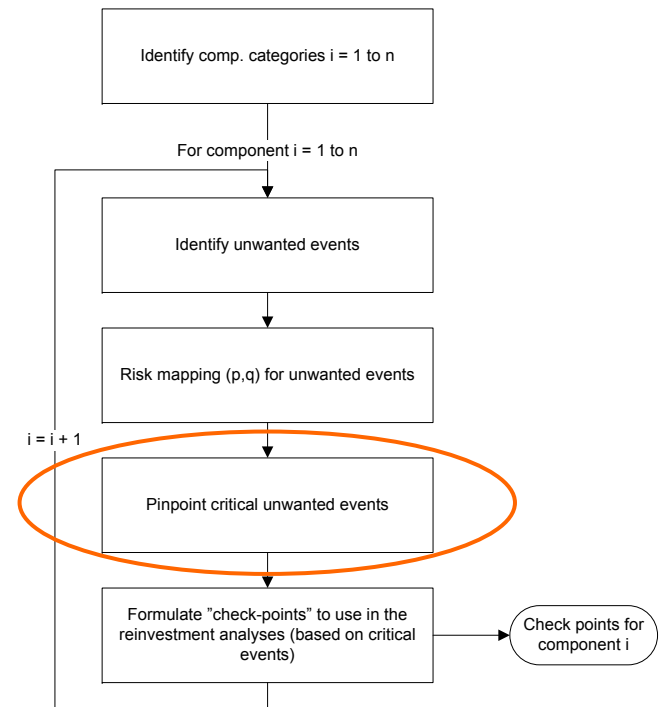 Identify comp. categories i = 1 to n
For component i = 1 to n
Identify unwanted events
Risk mapping (p,q) for unwanted events
i = i + 1
Pinpoint critical unwanted events
Formulate ”check-points” to use in the
reinvestment analyses (based on critical
events)
Check points for
component i